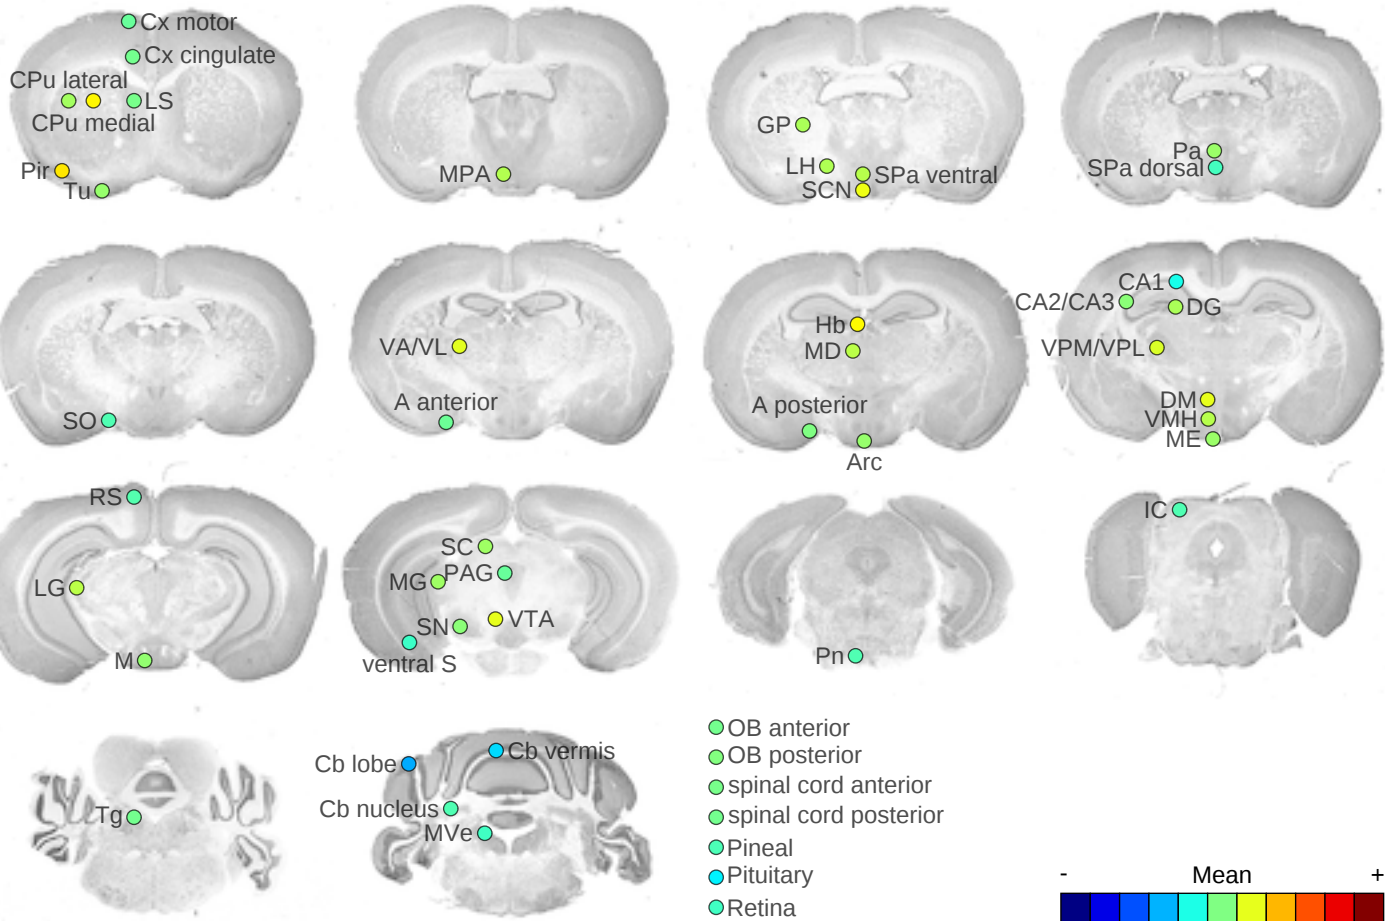 Cx motor
Cx cingulate
CPu lateral
LS
CPu medial
Pir
Tu
MPA
GP
LH
SPa ventral
SCN
Pa
SPa dorsal
SO
VA/VL
A anterior
Hb
MD
A posterior
Arc
CA1
CA2/CA3
DG
VPM/VPL
DM
VMH
ME
RS
LG
M
SC
PAG
MG
SN
VTA
ventral S
Pn
IC
Tg
Cb lobe
Cb vermis
Cb nucleus
MVe
OB anterior
OB posterior
spinal cord anterior
spinal cord posterior
Pineal
Pituitary
Retina
- Mean +